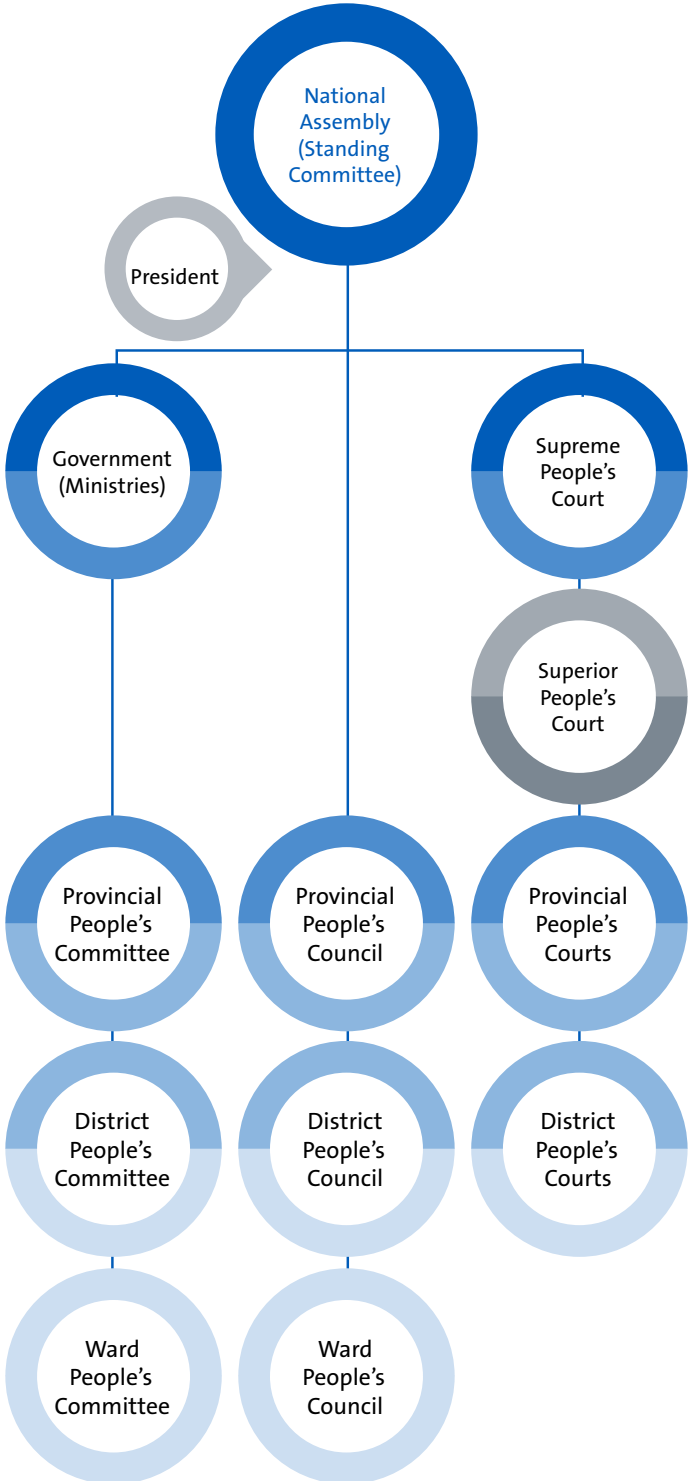 National
Assembly
(Standing
Committee)
President
Government
(Ministries)
Supreme
People’s
Court
Superior
People’s
Court
Provincial
People’s
Committee
Provincial
People’s
Council
Provincial
People’s
Courts
District
People’s
Committee
District
People’s
Council
District
People’s
Courts
Ward
People’s
Committee
Ward
People’s
Council